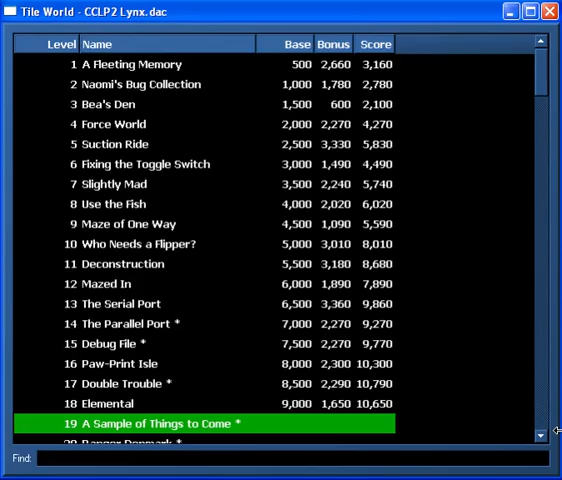 Tile World - CCLP2 Lynx.dac
Level Name Base Bonus Score
1 A Fleeting Memory 500 2,660 3,160
2 Naomi's Bug Collection 1,000 1,780 2,780
3 Bea's Den 1,500 600 2,100
4 Force World 2,000 2,270 4,270
5 Suction Ride 2,500 3,330 5,830
6 Fixing the Toggle Switch 3,000 1,490 4,490
7 Slightly Mad 3,500 2,240 5,740
8 Use the Fish 4,000 2,020 6,020
9 Maze of One Way 4,500 1,090 5,590
10 Who Needs a Flipper? 5,000 3,010 8,010
11 Deconstruction 5,500 3,180 8,680
12 Mazed In 6,000 1,890 7,890
13 The Serial Port 6,500 3,360 9,860
14 The Parallel Port * 7,000 2,270 9,270
15 Debug File * 7,500 2,270 9,770
16 Paw-Print Isle 8,000 2,300 10,300
17 Double Trouble * 8,500 2,290 10,790
18 Elemental 9,000 1,650 10,650
19 A Sample of Things to Come *
Find: